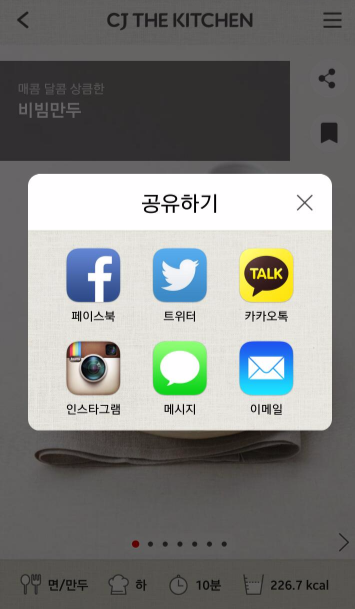 CJ THE KITCHEN
매콤 달콤 상큼한
비빔만두
공유하기
페이스북
트위터
TALK
카카오톡
인스타그램
메시지
이메일
면/만두
하
10분
226.7 kcal